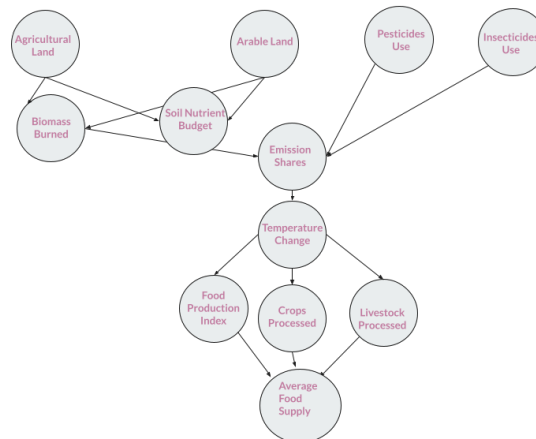 Agricultural
Land
Arable Land
Pesticides
Use
Insecticides
Use
Biomass
Burned
Soil Nutrient
Budget
Emission
Shares
Temperature
Change
Food
Production
Index
Crops
Processed
Livestock
Processed
Average
Food
Supply